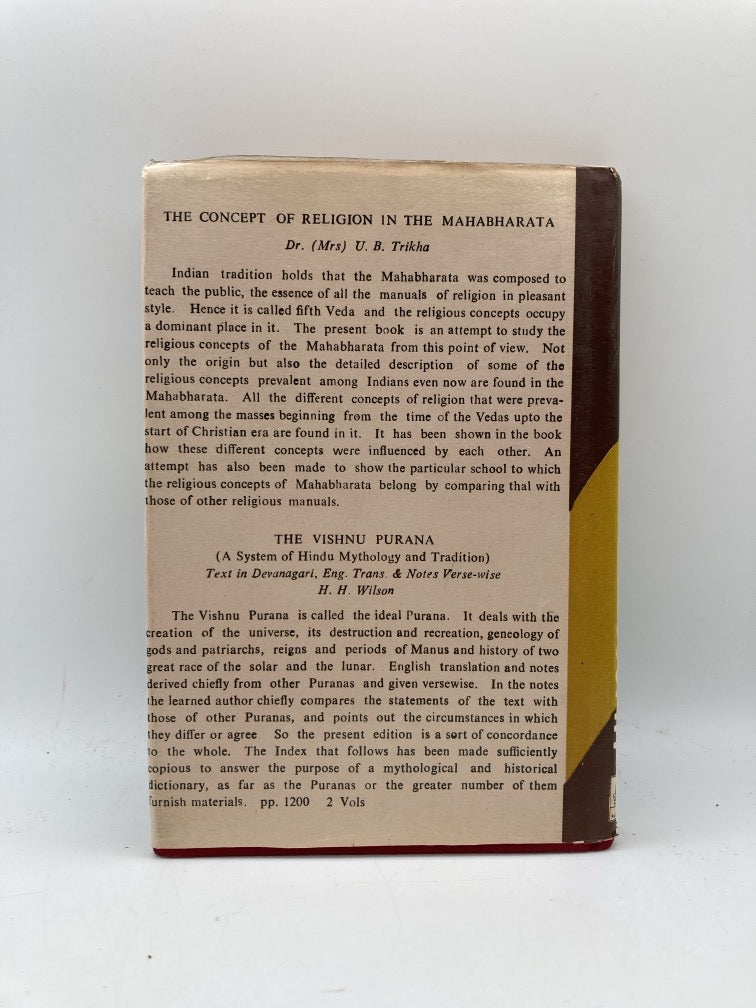 THE CONCEPT OF RELIGION IN THE MAHABHARATA
Dr. (Mrs) U. B. Trikha
Indian tradition holds that the Mahabharata was composed to
teach the public, the essence of all the manuals of religion in pleasant
style. Hence it is called fifth Veda and the religious concepts occupy
a dominant place in it. The present book is an attempt to study the
religious concepts of the Mahabharata from this point of view. Not
only the origin but also the detailed description of some of the
religious concepts prevalent among Indians even now are found in the
Mahabharata. All the different concepts of religion that were preva-
lent among the masses beginning from the time of the Vedas upto the
start of Christian era are found in it. It has been shown in the book
how these different concepts were influenced by each other. An
attempt has also been made to show the particular school to which
the religious concepts of Mahabharata belong by comparing thal with
those of other religious manuals.
THE VISHNU PURANA
(A System of Hindu Mythology and Tradition)
Text in Devanagari, Eng. Trans. & Notes Verse-wise
H. H. Wilson
The Vishnu Purana is called the ideal Purana. It deals with the
creation of the universe, its destruction and recreation, geneology of
gods and patriarchs, reigns and periods of Manus and history of two
great race of the solar and the lunar. English translation and notes
derived chiefly from other Puranas and given versewise. In the notes
the learned author chiefly compares the statements of the text with
those of other Puranas, and points out the circumstances in which
they differ or agree So the present edition is a sort of concordance
to the whole. The Index that follows has been made sufficiently
copious to answer the purpose of a mythological and historical
dictionary, as far as the Puranas or the greater number of them
furnish materials. pp. 1200 2 Vols